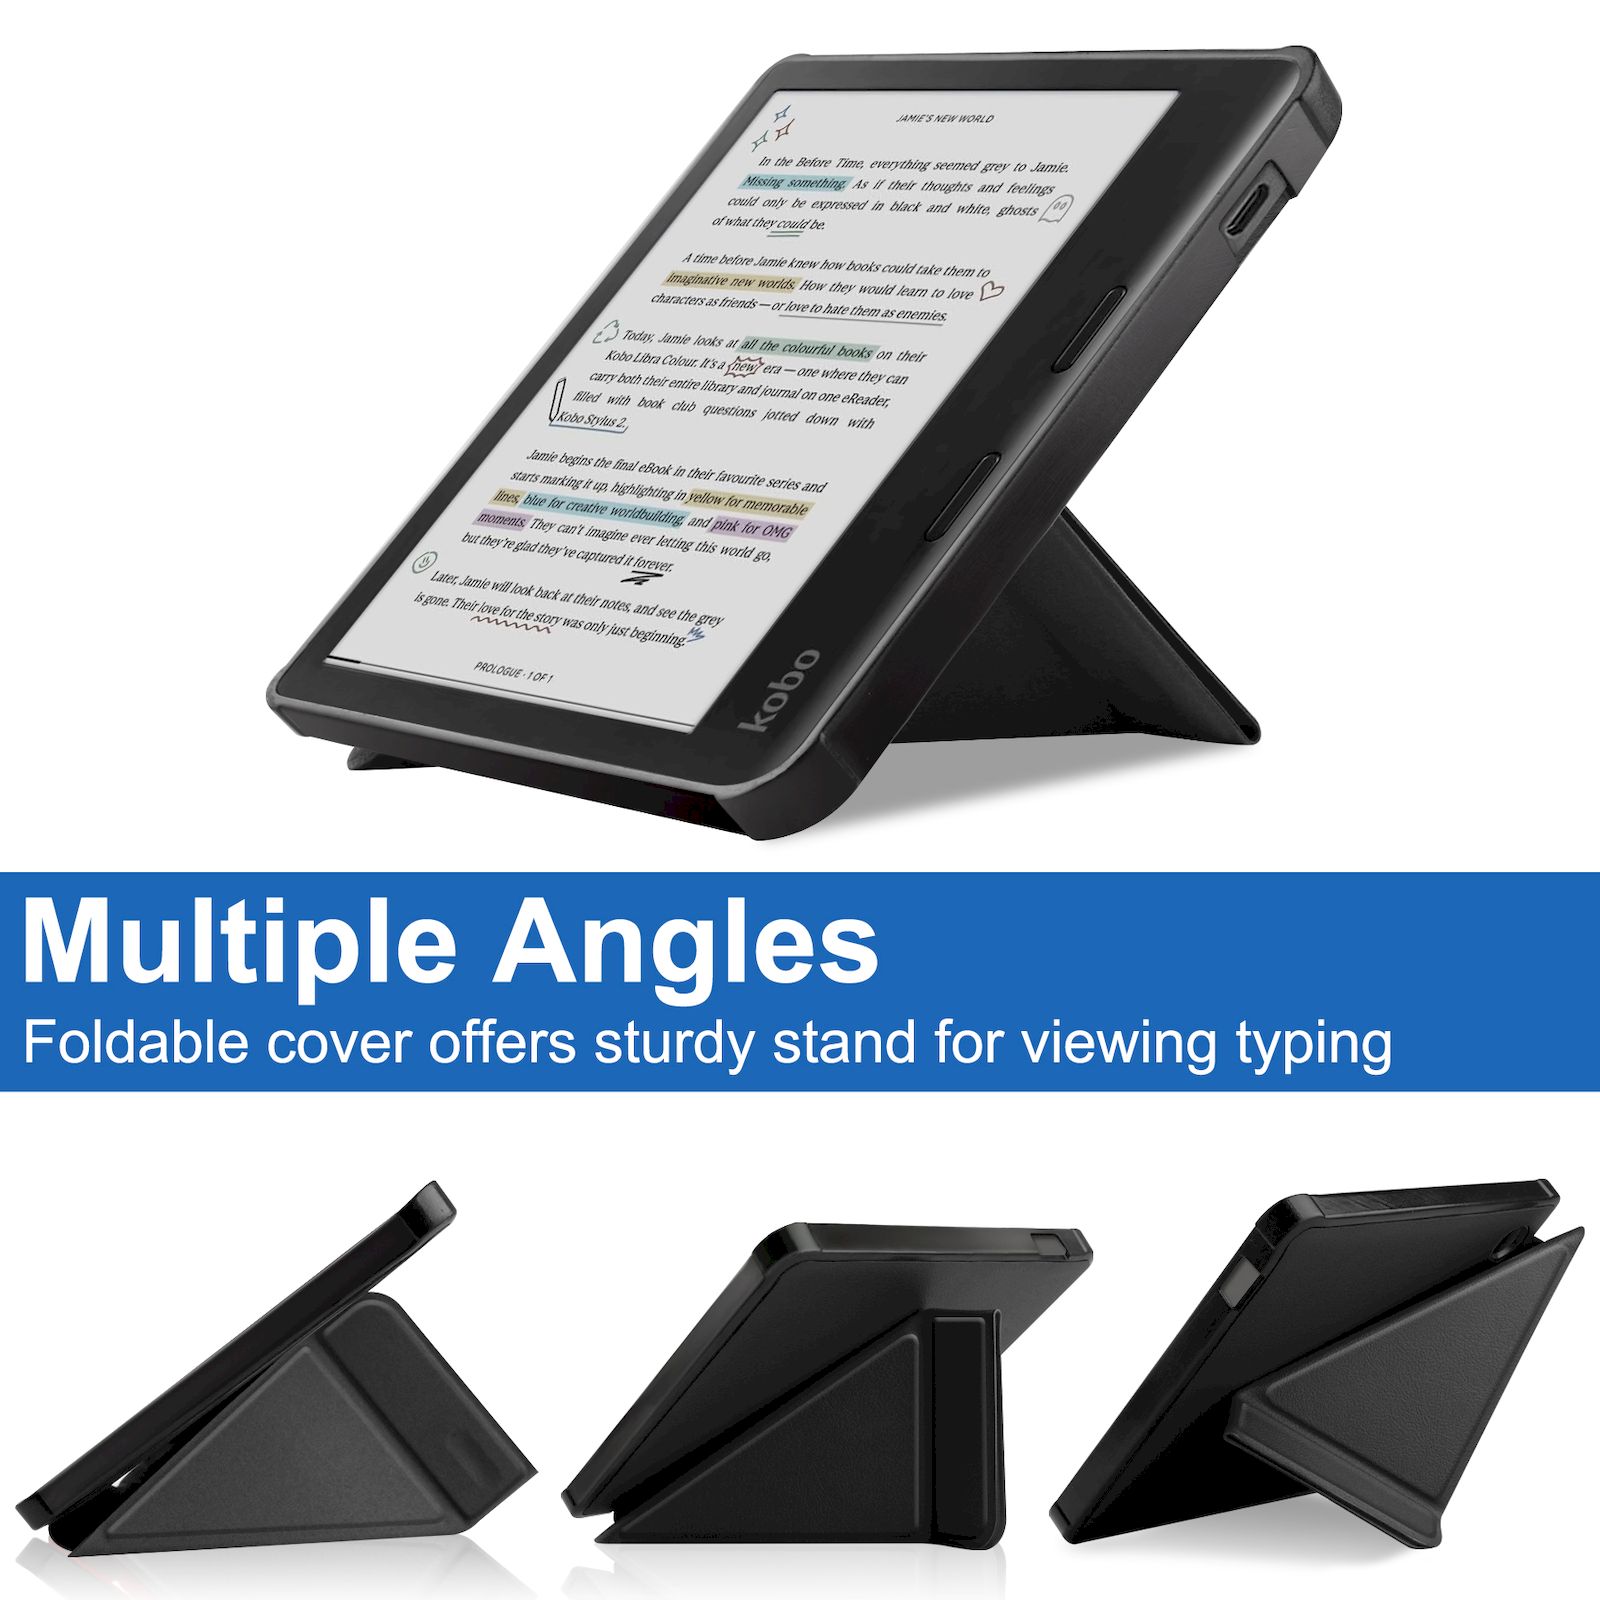 JAMIE'S NEW WORLD
In the Before Time, everything seemed grey to Jamie.
Missing something. As if their thoughts and feelings
could only be expressed in black and white, ghosts
of what they could be.
A time before Jamie knew how books could take them to
imaginative new worlds. How they would learn to love
characters as friends — or love to hate them as enemies.
Today, Jamie looks at all the colourful books on their
Kobo Libra Colour. It's a new era — one where they can
carry both their entire library and journal on one eReader,
filled with book club questions jotted down with
Kobo Stylus 2.
Jamie begins the final eBook in their favourite series and
starts marking it up, highlighting in yellow for memorable
lines, blue for creative worldbuilding, and pink for OMG
moments. They can't imagine ever letting this world go,
but they're glad they've captured it forever.
Later, Jamie will look back at their notes, and see the grey
is gone. Their love for the story was only just beginning.
PROLOGUE · 1 OF 1
kobo
Multiple Angles
Foldable cover offers sturdy stand for viewing typing